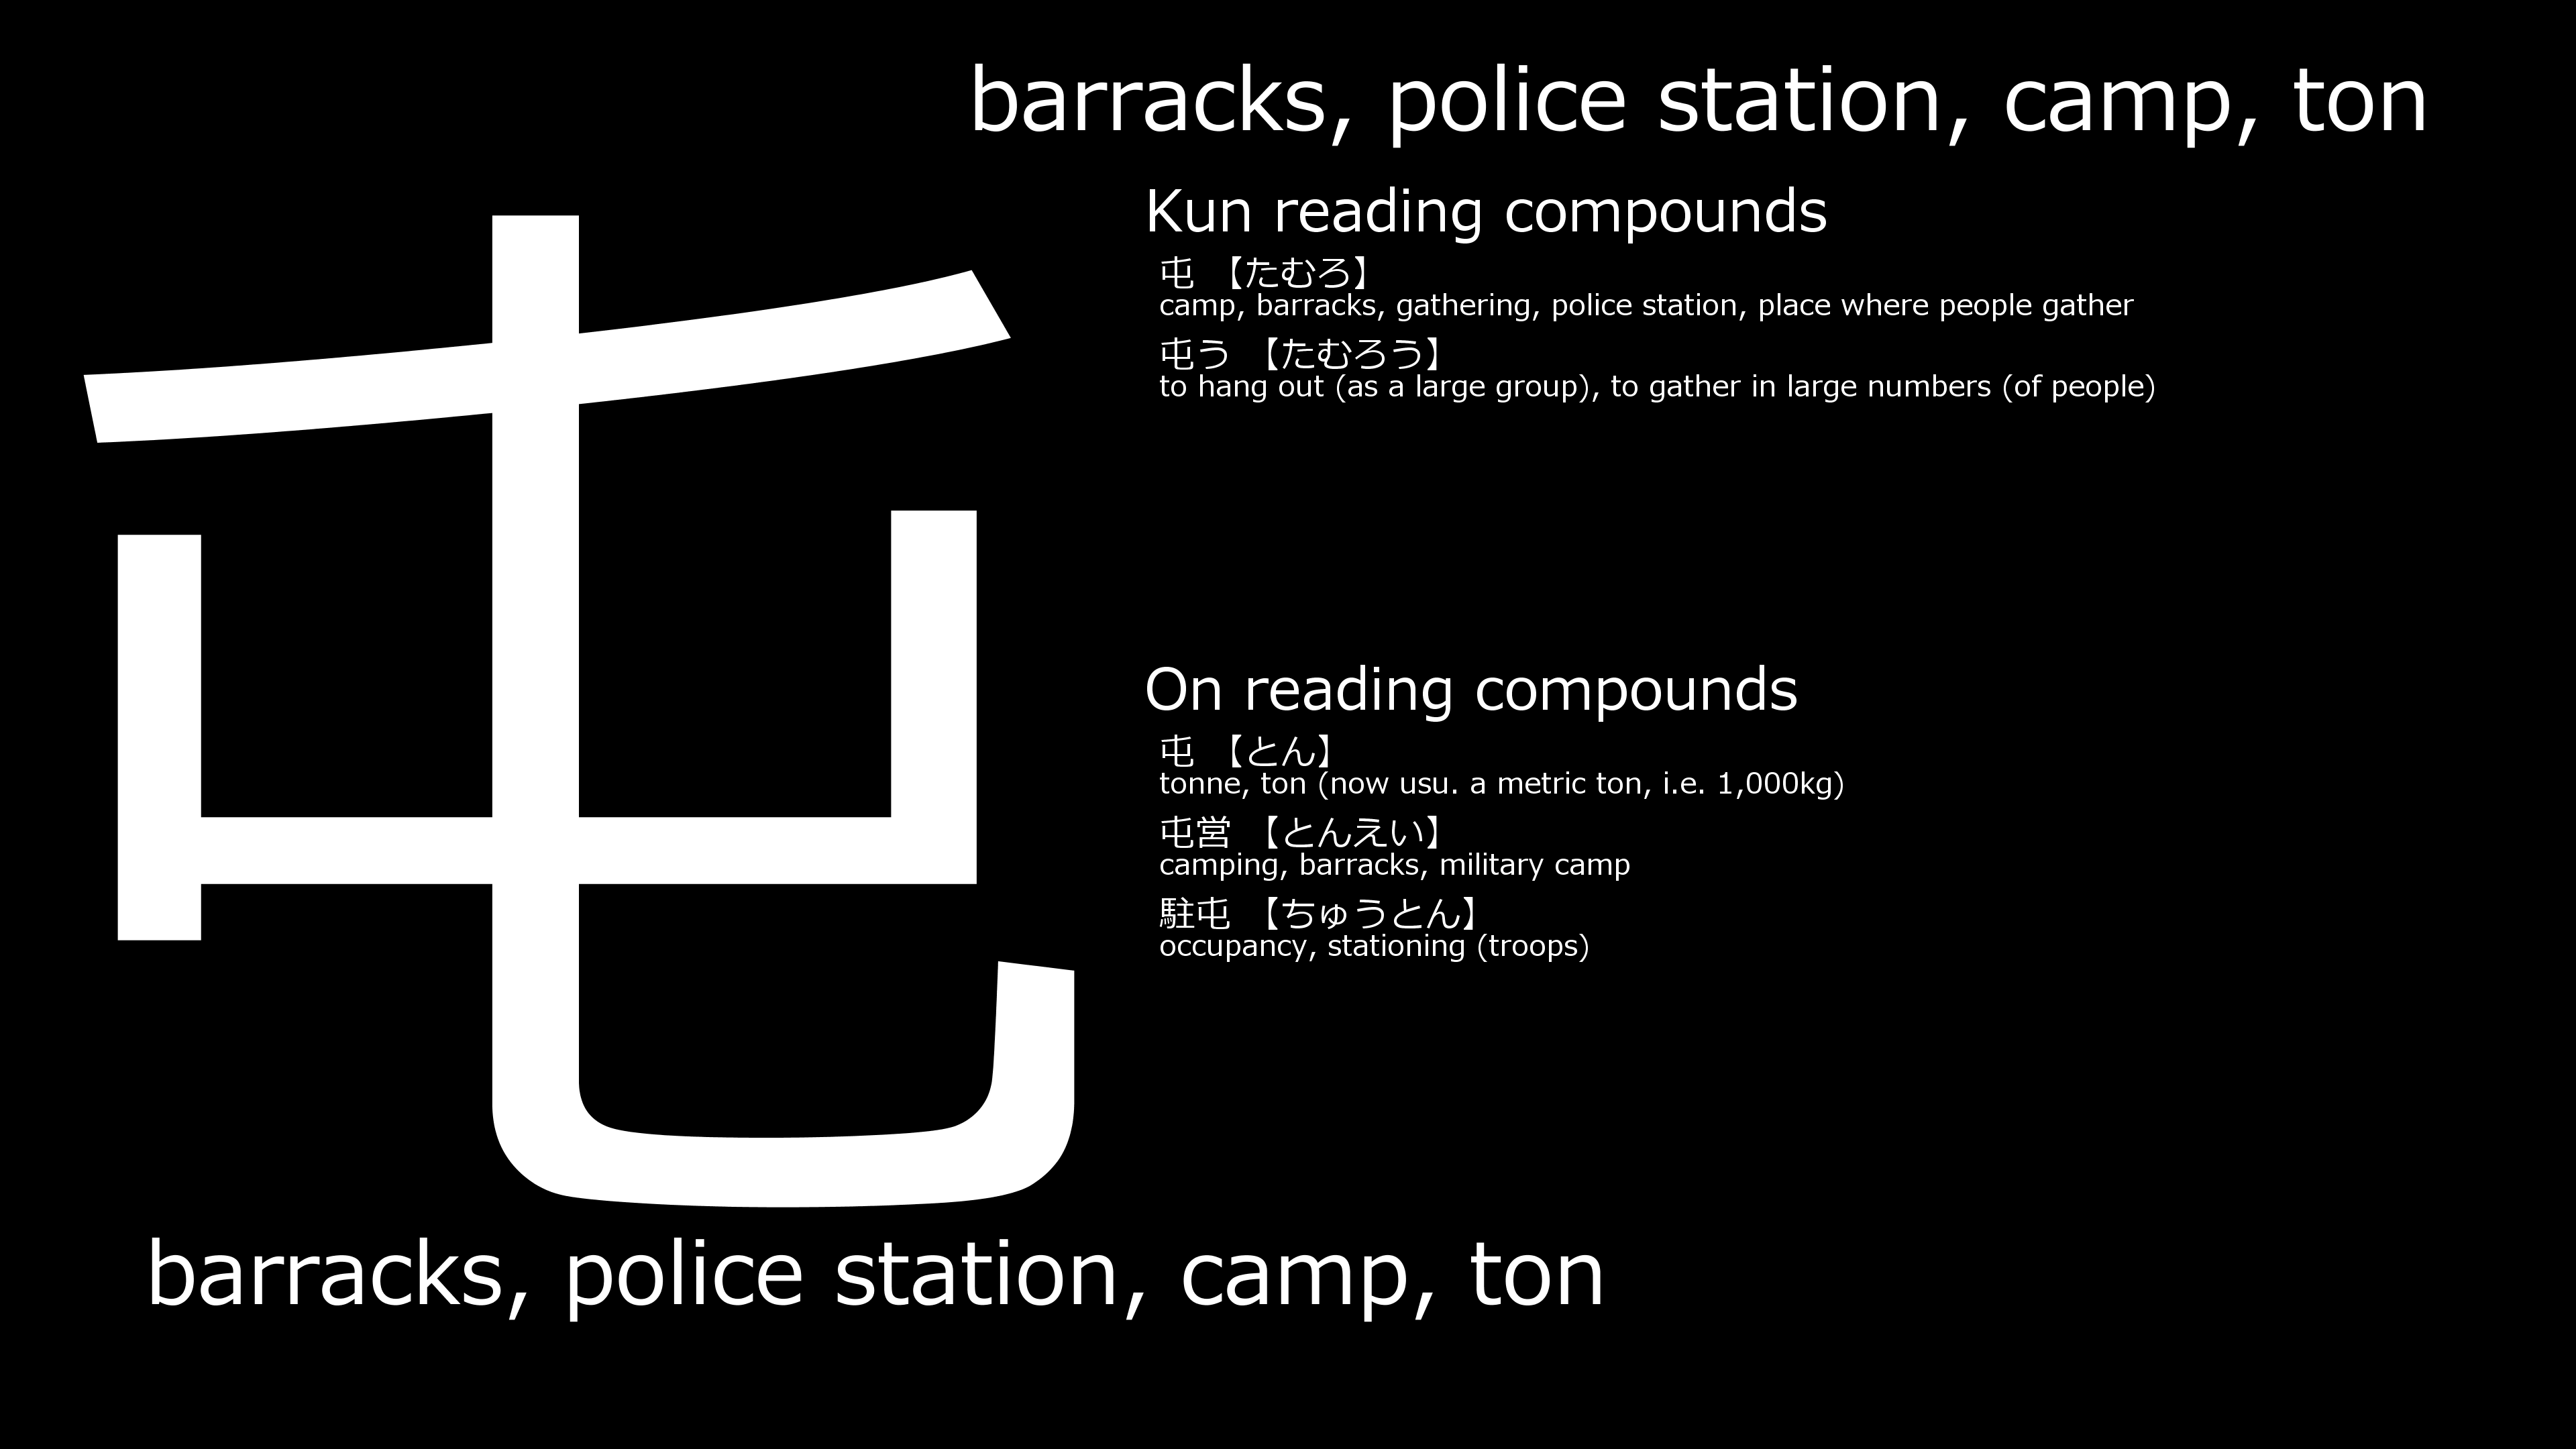 barracks, police station, camp, ton
屯
Kun reading compounds
屯 【たむろ】
camp, barracks, gathering, police station, place where people gather
屯う 【たむろう】
to hang out (as a large group), to gather in large numbers (of people)
On reading compounds
屯 【とん】
tonne, ton (now usu. a metric ton, i.e. 1,000kg)
屯営 【とんえい】
camping, barracks, military camp
駐屯 【ちゅうとん】
occupancy, stationing (troops)
barracks, police station, camp, ton